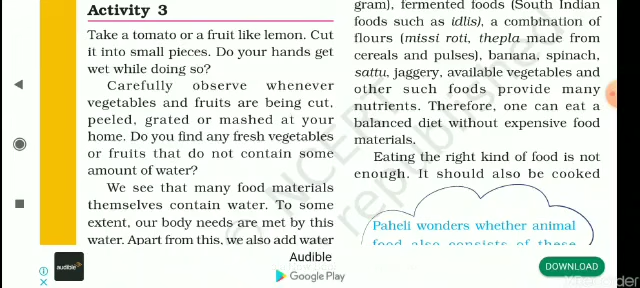 Activity 3
Take a tomato or a fruit like lemon. Cut
it into small pieces. Do your hands get
wet while doing so?
Carefully observe whenever
vegetables and fruits are being cut,
peeled, grated or mashed at your
home. Do you find any fresh vegetables
or fruits that do not contain some
amount of water?
We see that many food materials
themselves contain water. To some
extent, our body needs are met by this
water. Apart from this, we also add water
gram), fermented foods (South Indian
foods such as idlis), a combination of
flours (missi roti, thepla made from
cereals and pulses), banana, spinach,
sattu, jaggery, available vegetables and
other such foods provide many
nutrients. Therefore, one can eat a
balanced diet without expensive food
materials.
Eating the right kind of food is not
enough. It should also be cooked
Paheli wonders whether animal
food also consists of these
© NCERT
republished
audible
Audible
Google Play
DOWNLOAD